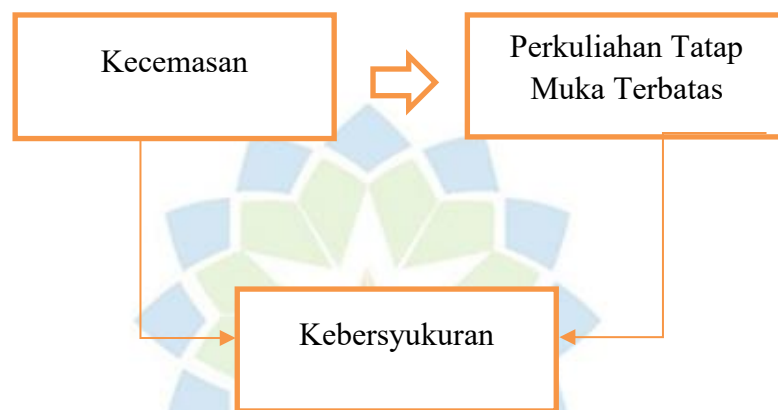 Kecemasan
Perkuliahan Tatap
Muka Terbatas
Kebersyukuran